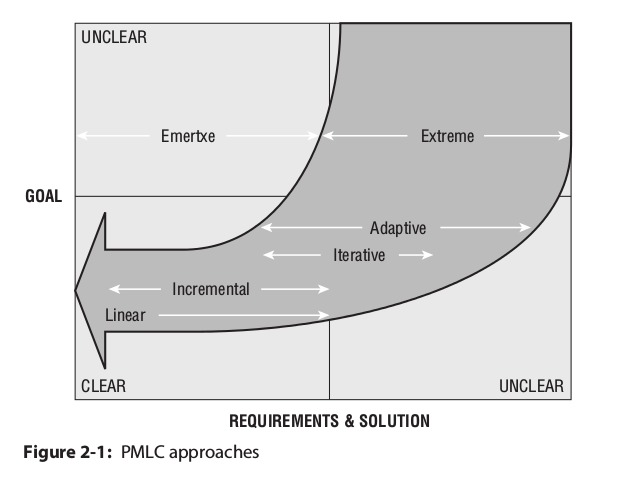 UNCLEAR
Emertxe
Extreme
GOAL
Adaptive
Iterative
Incremental
Linear
CLEAR
UNCLEAR
REQUIREMENTS & SOLUTION
Figure 2-1: PMLC approaches